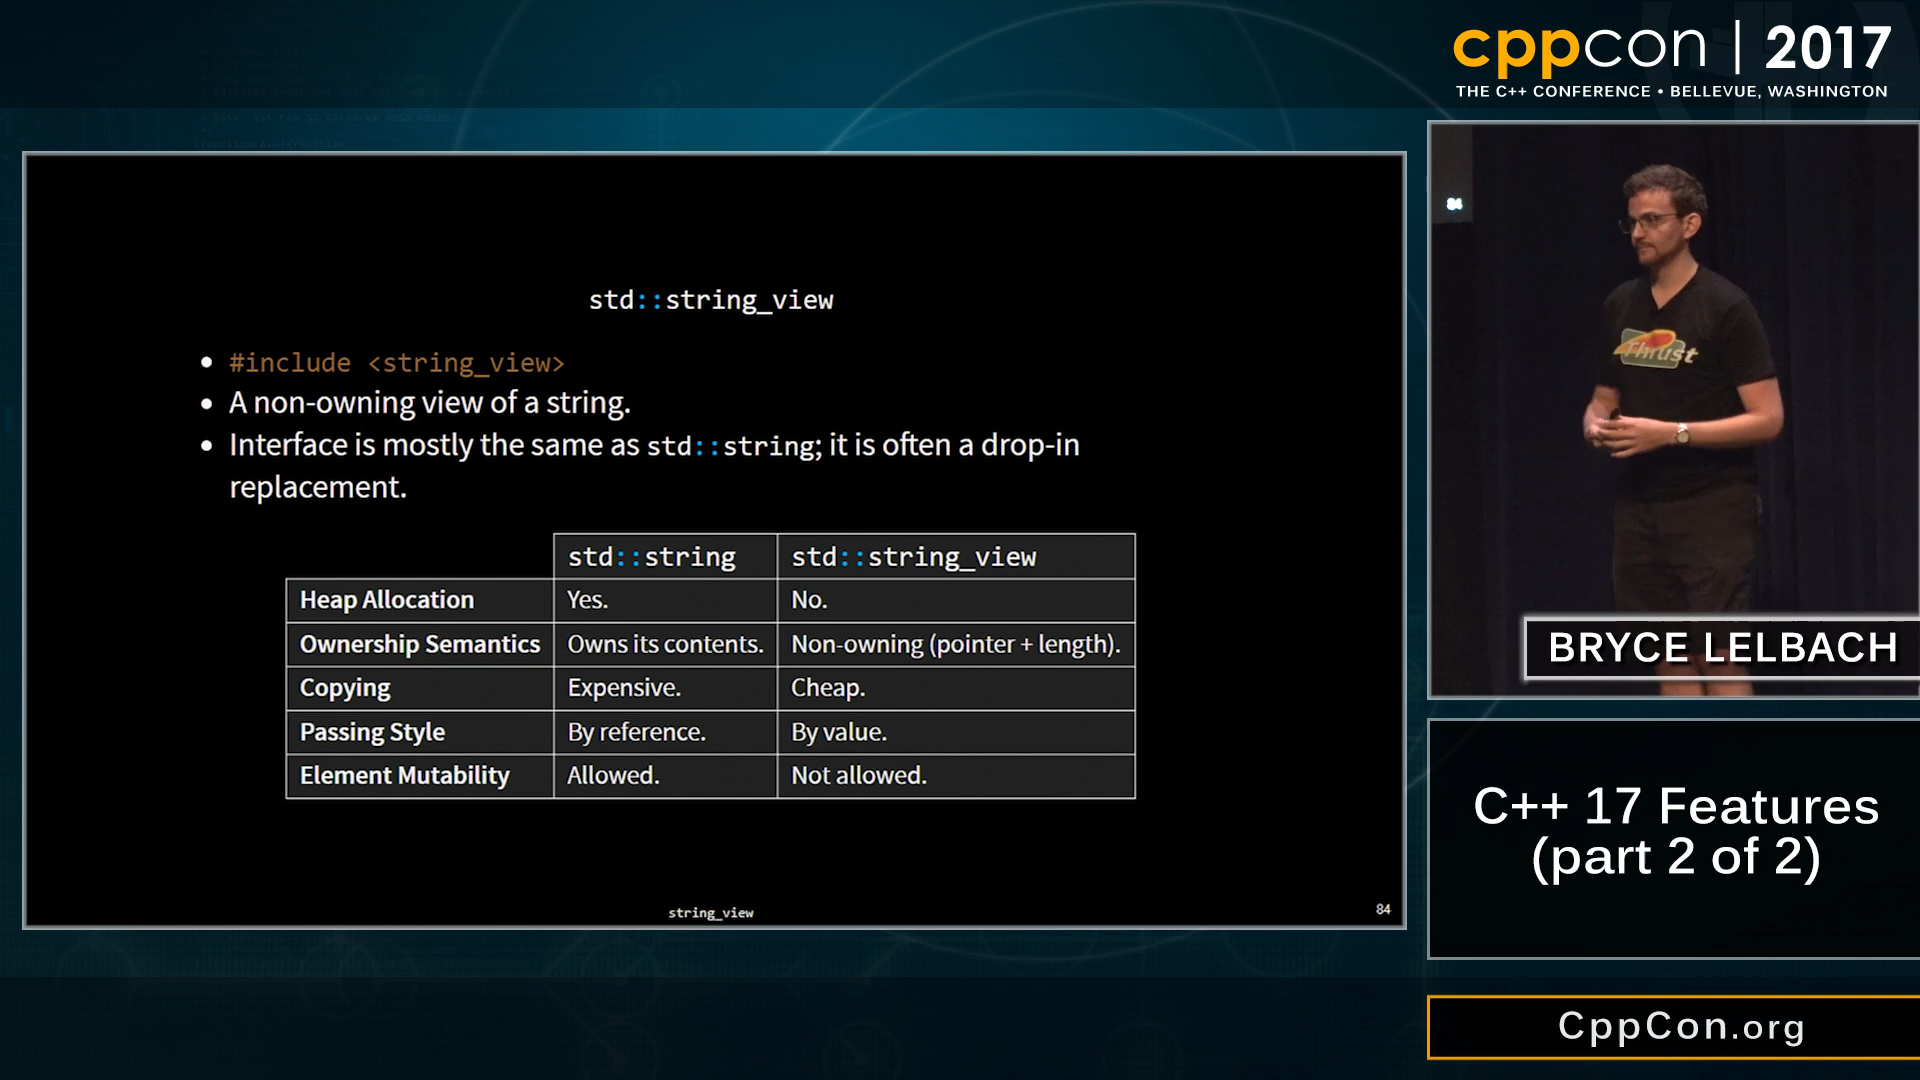 cppcon | 2017
THE C++ CONFERENCE • BELLEVUE, WASHINGTON
std::string_view
• #include <string_view>
• A non-owning view of a string.
• Interface is mostly the same as std::string; it is often a drop-in
replacement.
std::string std::string_view
Heap Allocation Yes. No.
Ownership Semantics Owns its contents. Non-owning (pointer + length).
Copying Expensive. Cheap.
Passing Style By reference. By value.
Element Mutability Allowed. Not allowed.
string_view 84
84
Thrust
BRYCE LELBACH
C++ 17 Features
(part 2 of 2)
CppCon.org